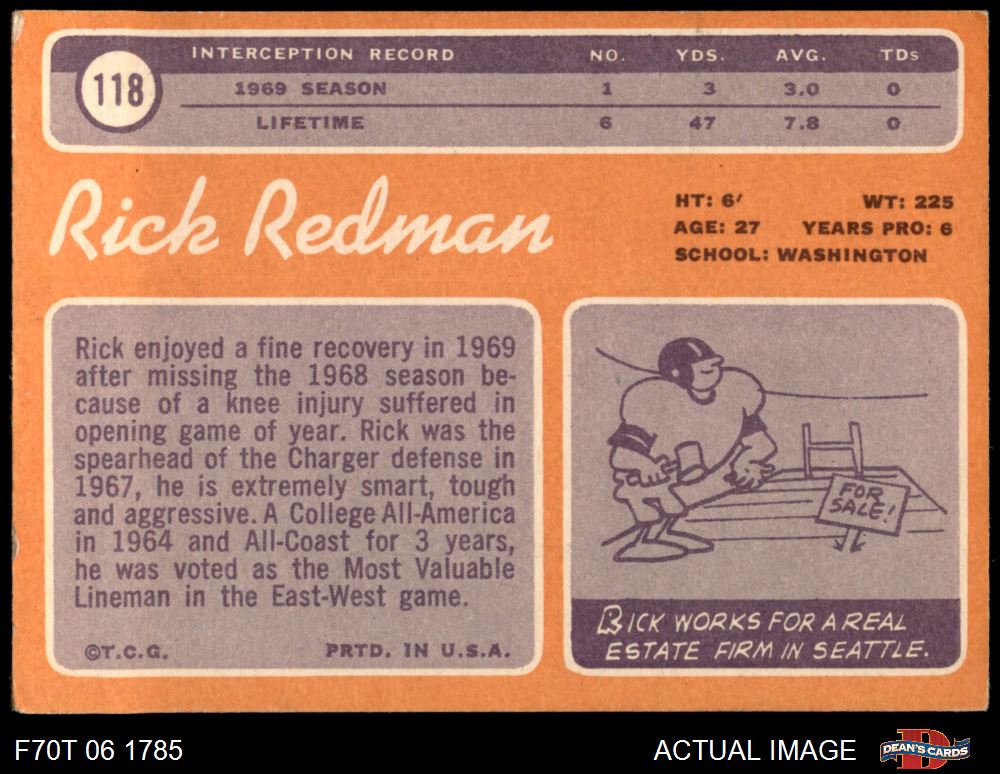 118
INTERCEPTION RECORD NO. YDS. AVG. TDs
1969 SEASON 1 3 3.0 0
LIFETIME 6 47 7.8 0
Rick Redman
HT: 6' WT: 225
AGE: 27 YEARS PRO: 6
SCHOOL: WASHINGTON
Rick enjoyed a fine recovery in 1969
after missing the 1968 season be-
cause of a knee injury suffered in
opening game of year. Rick was the
spearhead of the Charger defense in
1967, he is extremely smart, tough
and aggressive. A College All-America
in 1964 and All-Coast for 3 years,
he was voted as the Most Valuable
Lineman in the East-West game.
©T.C.G. PRTD. IN U.S.A.
FOR
SALE!
RICK WORKS FOR A REAL
ESTATE FIRM IN SEATTLE.
F70T 06 1785 ACTUAL IMAGE DEAN'S CARDS